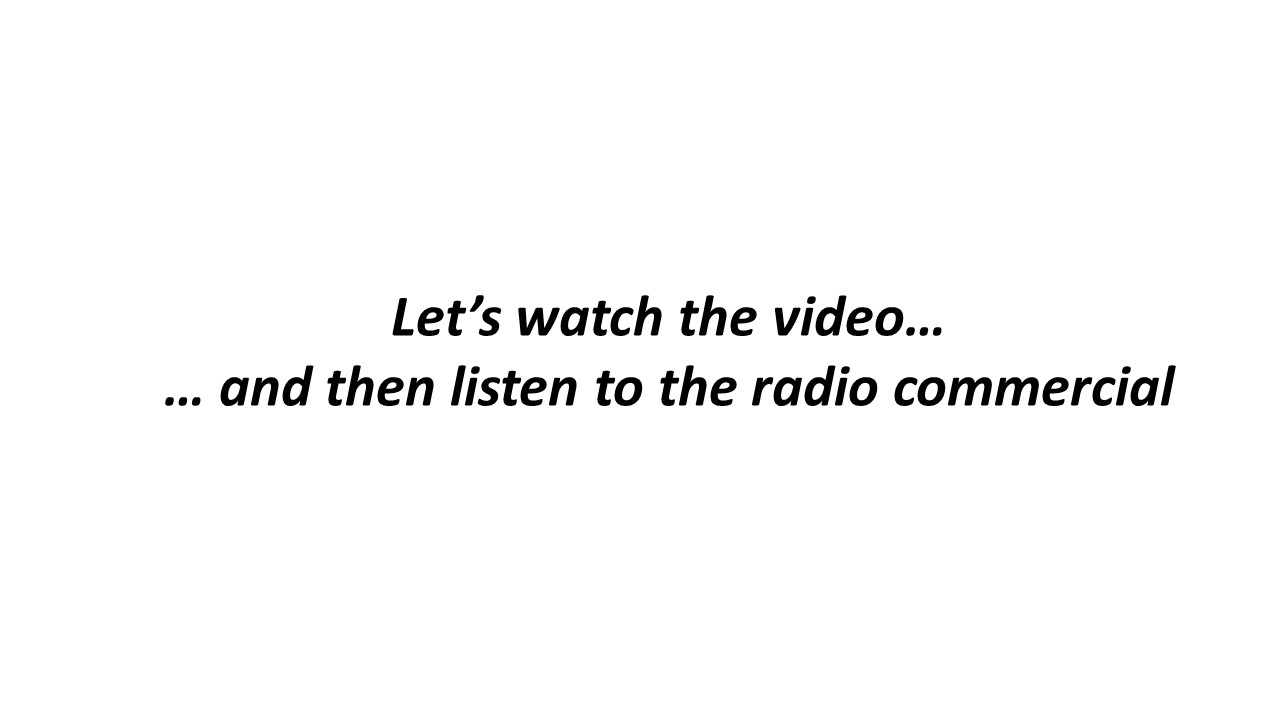 Let’s watch the video…
… and then listen to the radio commercial